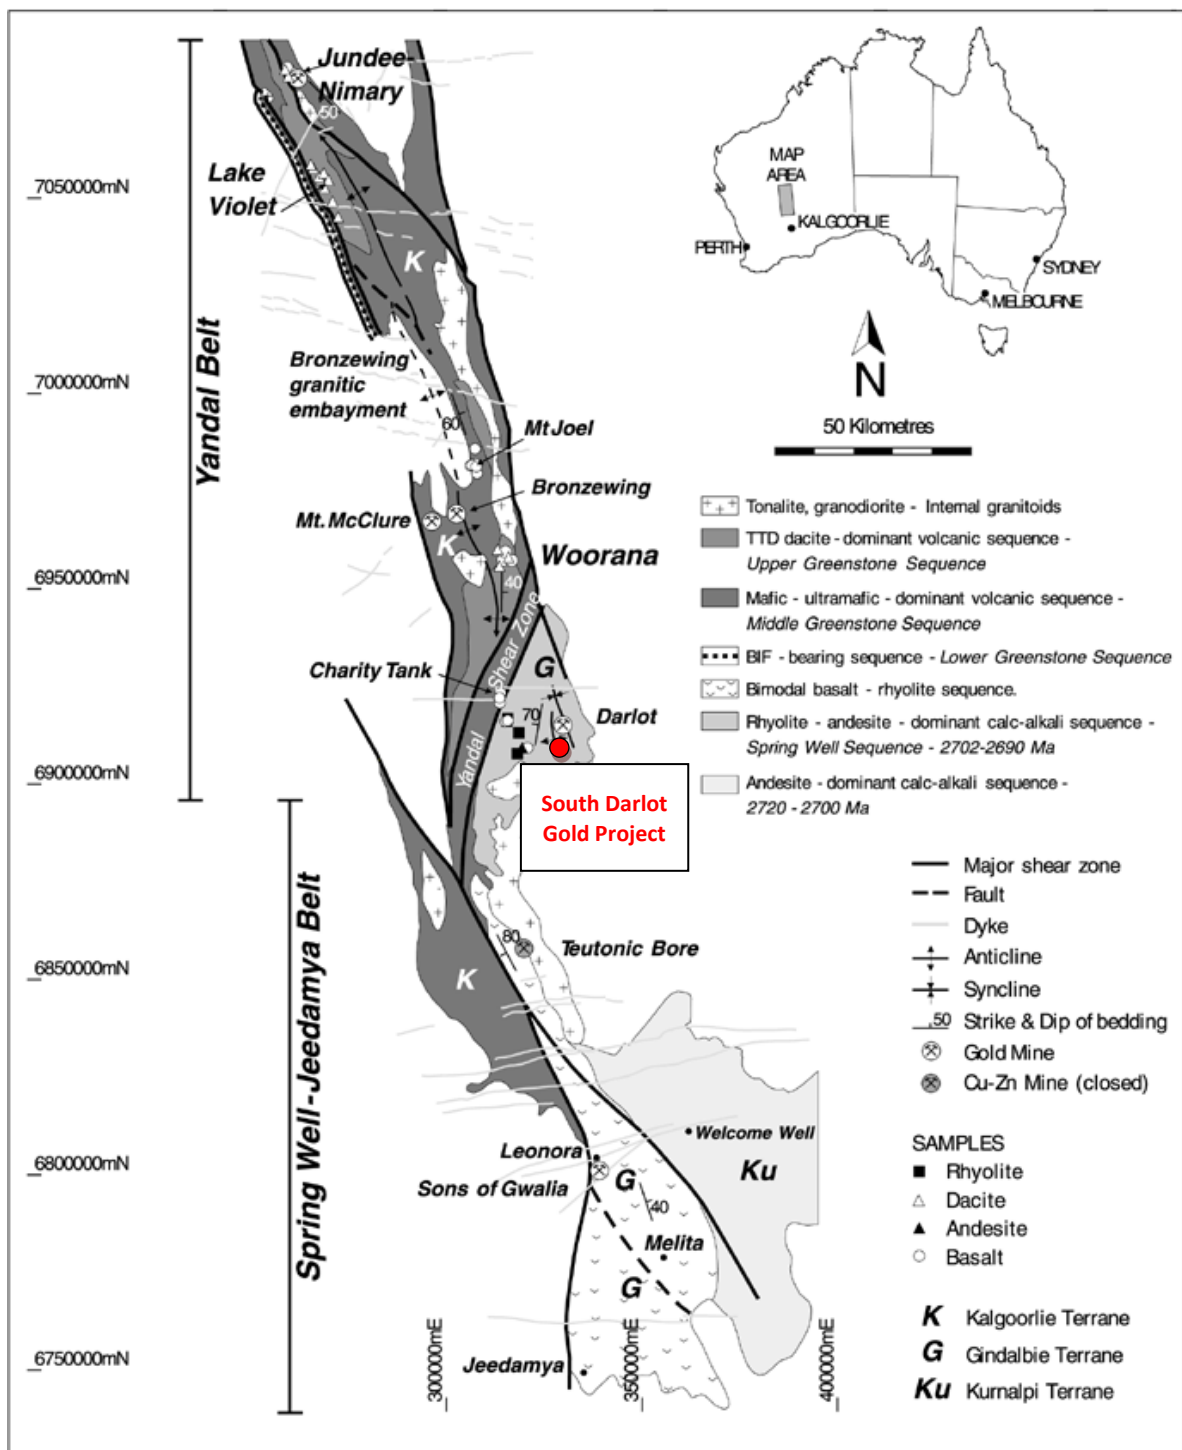 Jundee-
Nimary
50
Lake
Violet
7050000mN
K
Yandal Belt
Bronzewing
granitic
embayment
7000000mN
60
Mt Joel
Bronzewing
Mt. McClure
K
Woorana
6950000mN
40
Yandal Shear Zone
G
Charity Tank
70
Darlot
6900000mN
South Darlot
Gold Project
80
Teutonic Bore
6850000mN
K
Spring Well-Jeedamya Belt
Welcome Well
Leonora
6800000mN
Ku
Sons of Gwalia
G
40
Melita
G
6750000mN
Jeedamya
300000mE
350000mE
400000mE
MAP
AREA
KALGOORLIE
PERTH
SYDNEY
MELBOURNE
N
50 Kilometres
Tonalite, granodiorite - Internal granitoids
TTD dacite - dominant volcanic sequence -
Upper Greenstone Sequence
Mafic - ultramafic - dominant volcanic sequence -
Middle Greenstone Sequence
BIF - bearing sequence - Lower Greenstone Sequence
Bimodal basalt - rhyolite sequence.
Rhyolite - andesite - dominant calc-alkali sequence -
Spring Well Sequence - 2702-2690 Ma
Andesite - dominant calc-alkali sequence -
2720 - 2700 Ma
Major shear zone
Fault
Dyke
Anticline
Syncline
50 Strike & Dip of bedding
Gold Mine
Cu-Zn Mine (closed)
SAMPLES
Rhyolite
Dacite
Andesite
Basalt
K Kalgoorlie Terrane
G Gindalbie Terrane
Ku Kurnalpi Terrane